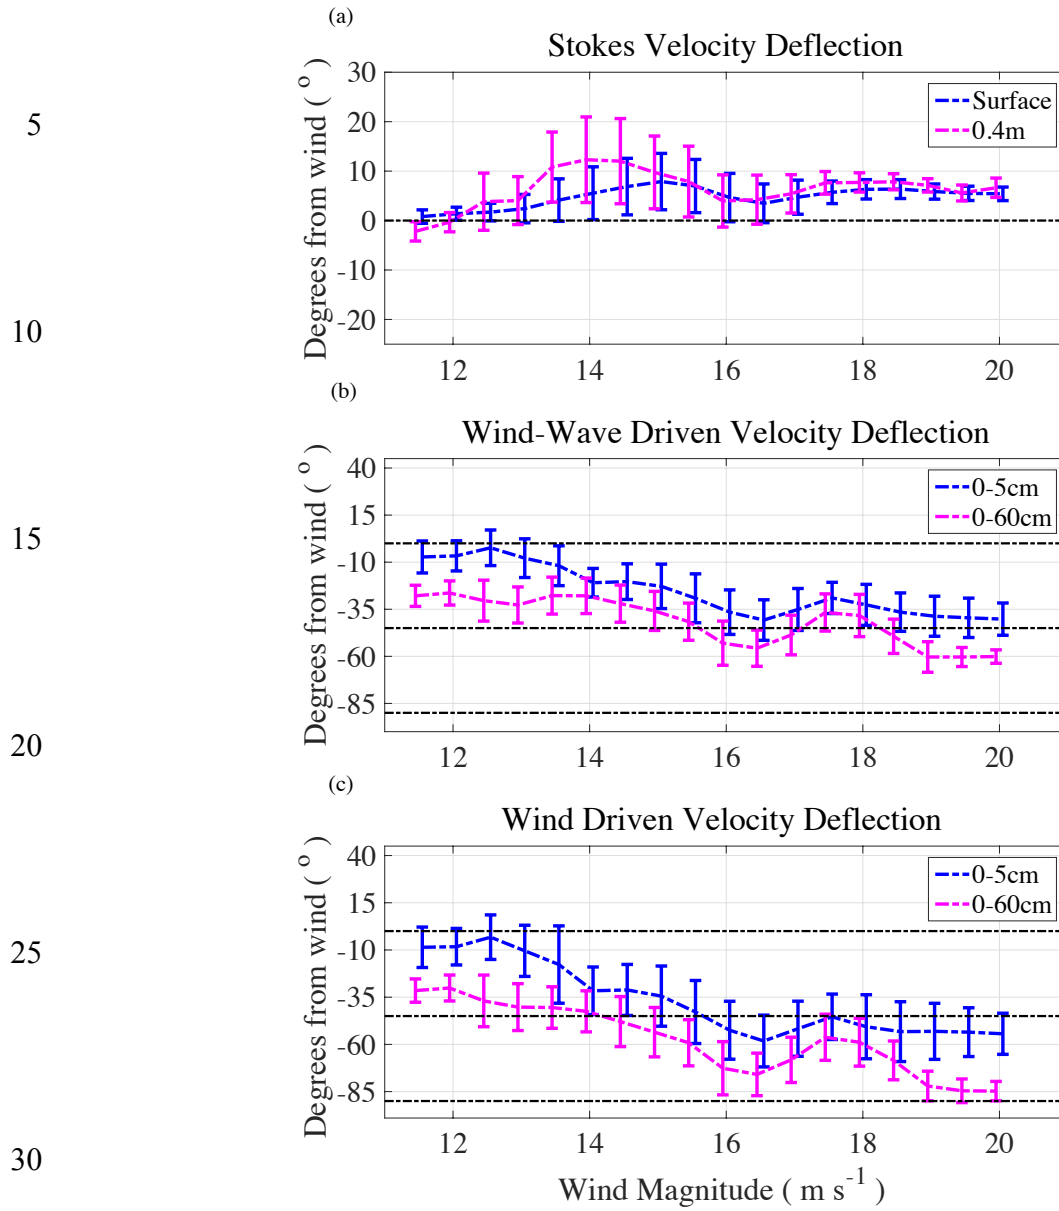 (a)
Stokes Velocity Deflection
Degrees from wind ( o )
30
20
10
0
-10
-20
Surface
0.4m
12 14 16 18 20
5
10
(b)
Wind-Wave Driven Velocity Deflection
Degrees from wind ( o )
40
15
-10
-35
-60
-85
0-5cm
0-60cm
12 14 16 18 20
15
20
(c)
Wind Driven Velocity Deflection
Degrees from wind ( o )
40
15
-10
-35
-60
-85
0-5cm
0-60cm
12 14 16 18 20
25
30
Wind Magnitude ( m s-1 )